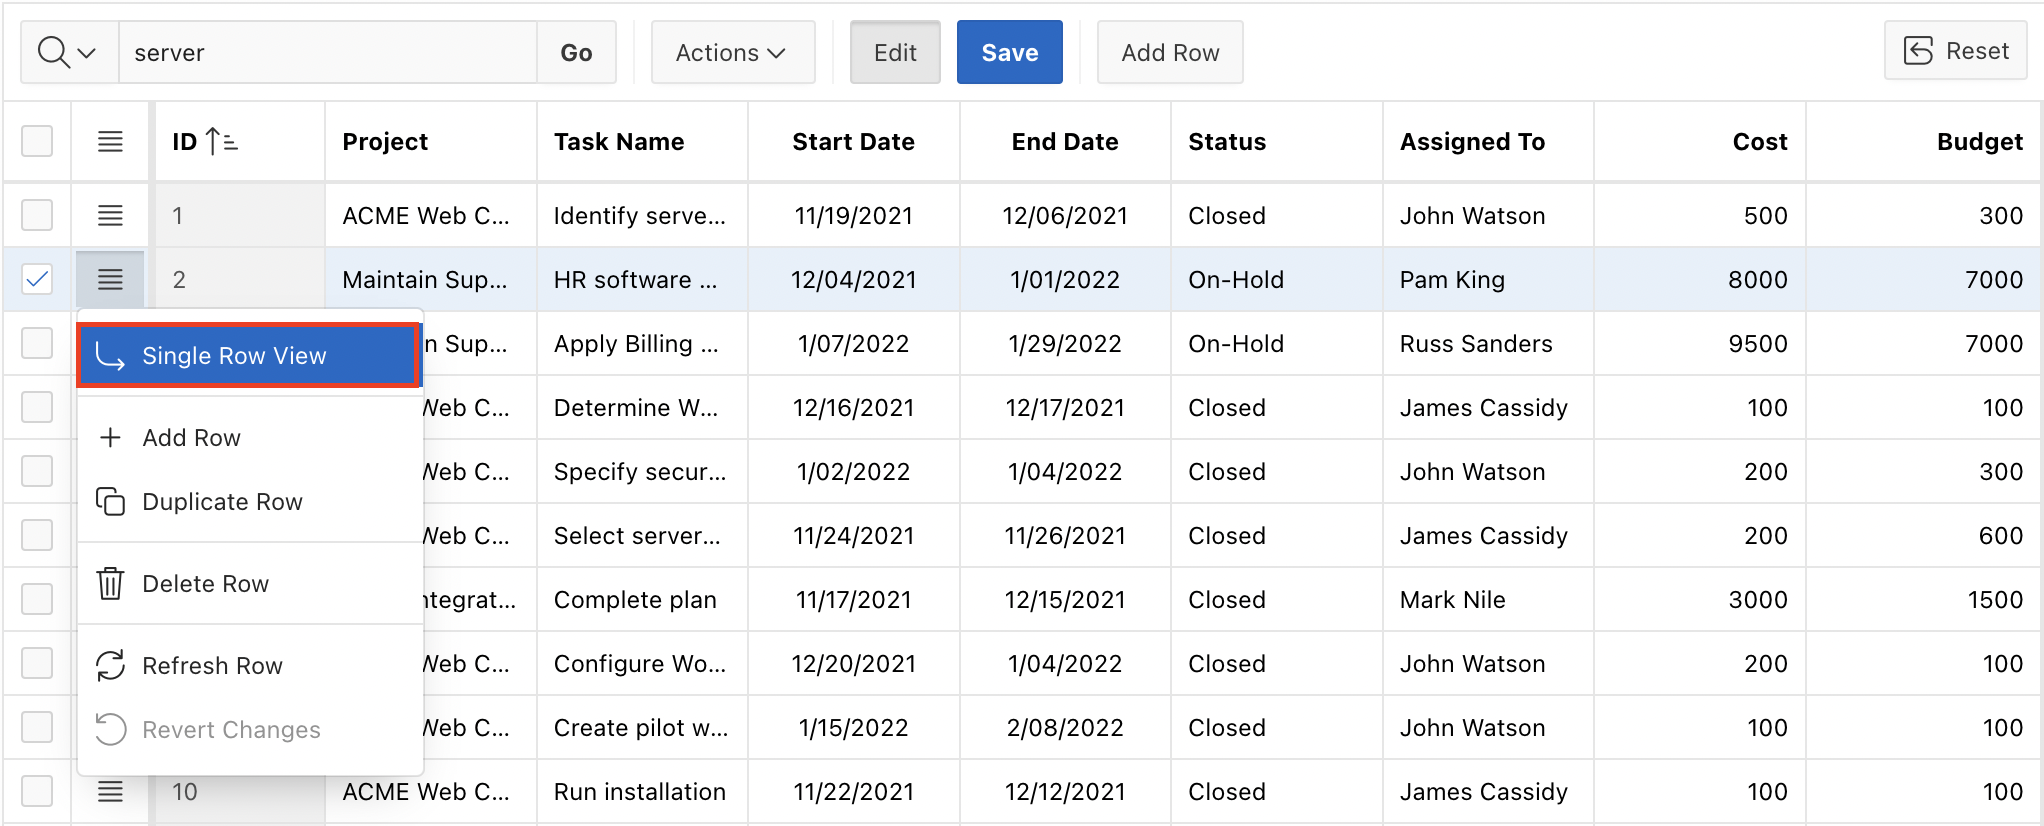 server Go Actions Edit Save Add Row Reset
ID Project Task Name Start Date End Date Status Assigned To Cost Budget
1 ACME Web C... Identify serve... 11/19/2021 12/06/2021 Closed John Watson 500 300
2 Maintain Sup... HR software ... 12/04/2021 1/01/2022 On-Hold Pam King 8000 7000
Single Row View n Sup... Apply Billing ... 1/07/2022 1/29/2022 On-Hold Russ Sanders 9500 7000
Web C... Determine W... 12/16/2021 12/17/2021 Closed James Cassidy 100 100
Add Row
Web C... Specify secur... 1/02/2022 1/04/2022 Closed John Watson 200 300
Duplicate Row
Web C... Select server... 11/24/2021 11/26/2021 Closed James Cassidy 200 600
Delete Row
ntegrat... Complete plan 11/17/2021 12/15/2021 Closed Mark Nile 3000 1500
Refresh Row Web C... Configure Wo... 12/20/2021 1/04/2022 Closed John Watson 200 100
Revert Changes Web C... Create pilot w... 1/15/2022 2/08/2022 Closed John Watson 100 100
10 ACME Web C... Run installation 11/22/2021 12/12/2021 Closed James Cassidy 100 100